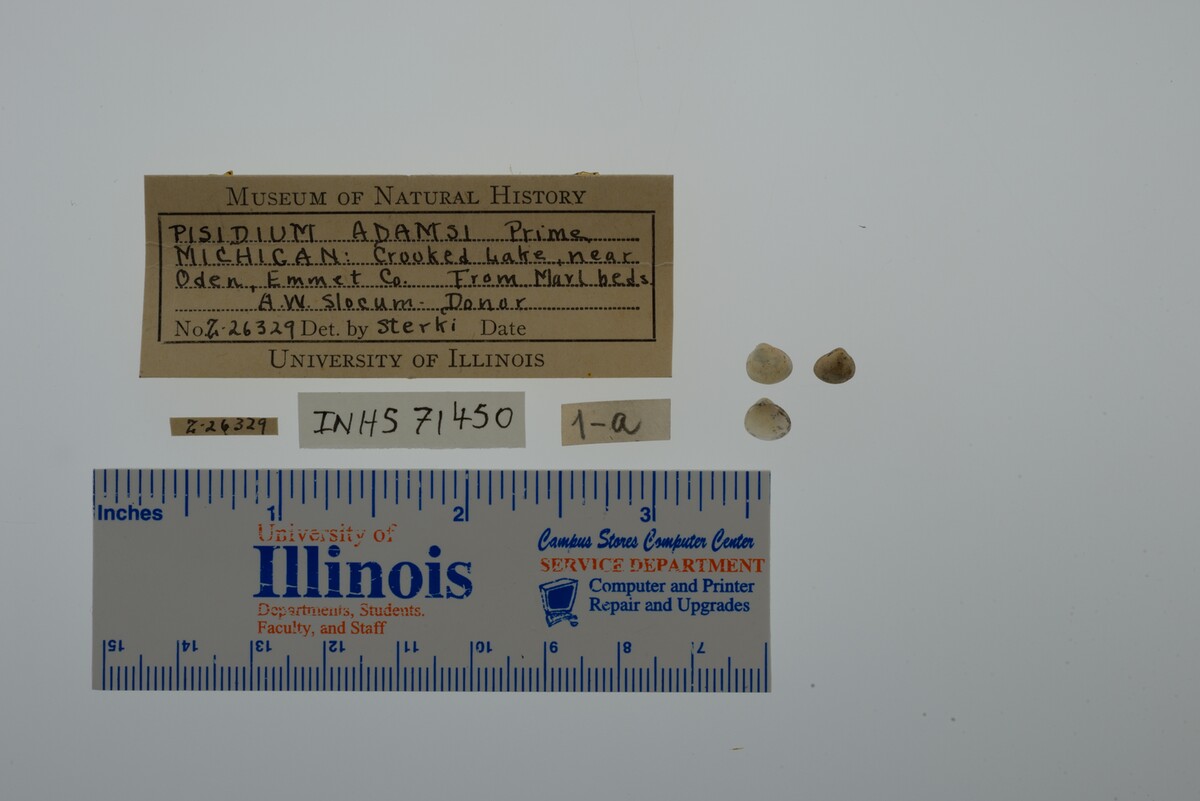 MUSEUM OF NATURAL HISTORY
PISIDIUM ADAMSI Prime
MICHIGAN: Crooked Lake, near
Oden, Emmet Co. From Marl beds.
A.W. Slocum - Donor
No. Z-26329 Det. by Sterki Date
UNIVERSITY OF ILLINOIS
Z-26329
INHS 71450
1-a
Inches 1 2 3
University of
Illinois
Departments, Students,
Faculty, and Staff
Campus Stores Computer Center
SERVICE DEPARTMENT
Computer and Printer
Repair and Upgrades
15 14 13 12 11 10 9 8 7